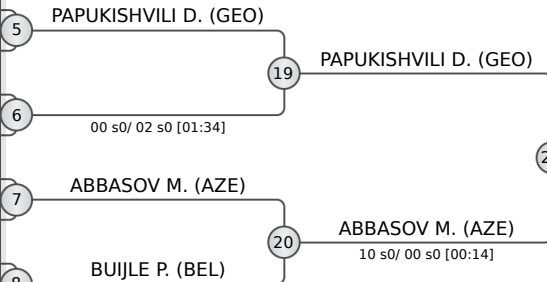 PAPUKISHVILI D. (GEO)
5
19
PAPUKISHVILI D. (GEO)
6
00 s0/ 02 s0 [01:34]
ABBASOV M. (AZE)
7
20
ABBASOV M. (AZE)
10 s0/ 00 s0 [00:14]
BUIJLE P. (BEL)
8